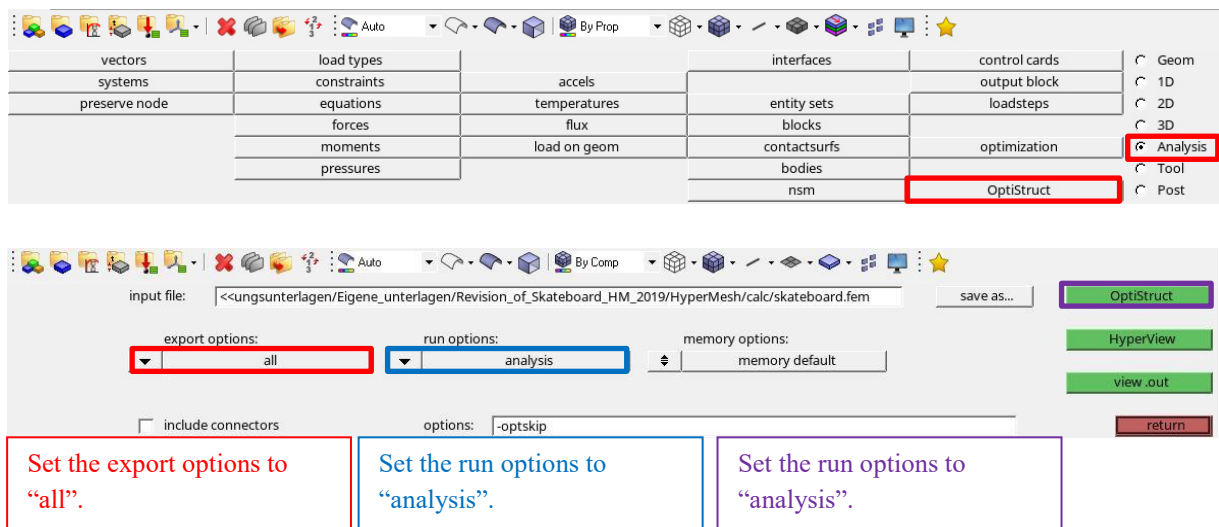 Auto By Prop
vectors load types interfaces control cards Geom
systems constraints accels output block 1D
preserve node equations temperatures entity sets loadsteps 2D
forces flux blocks 3D
moments load on geom contactsurfs optimization Analysis
pressures bodies Tool
nsm OptiStruct Post
Auto By Comp
input file: <<ungsunterlagen/Eigene_unterlagen/Revision_of_Skateboard_HM_2019/HyperMesh/calc/skateboard.fem save as... OptiStruct
export options: run options: memory options: HyperView
all analysis memory default
view .out
include connectors options: -optskip return
Set the export options to
“all”.
Set the run options to
“analysis”.
Set the run options to
“analysis”.